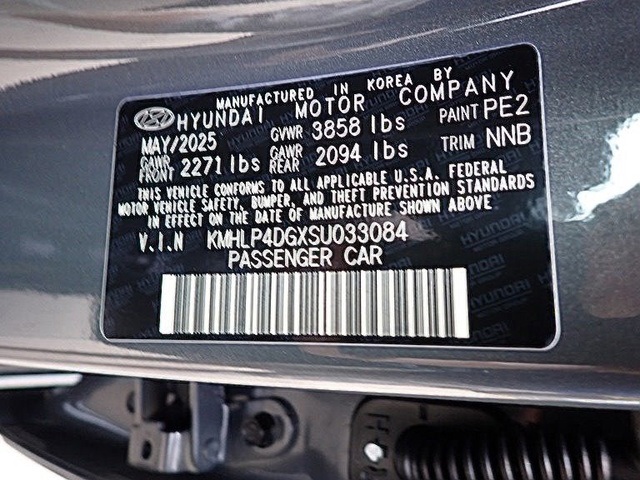 MANUFACTURED IN KOREA BY
HYUNDAI MOTOR COMPANY
MAY/2025 GVWR 3858 lbs PAINT PE2
GAWR FRONT 2271 lbs GAWR REAR 2094 lbs TRIM NNB
THIS VEHICLE CONFORMS TO ALL APPLICABLE U.S.A. FEDERAL
MOTOR VEHICLE SAFETY, BUMPER, AND THEFT PREVENTION STANDARDS
IN EFFECT ON THE DATE OF MANUFACTURE SHOWN ABOVE
V.I.N KMHLP4DGXSU033084
PASSENGER CAR